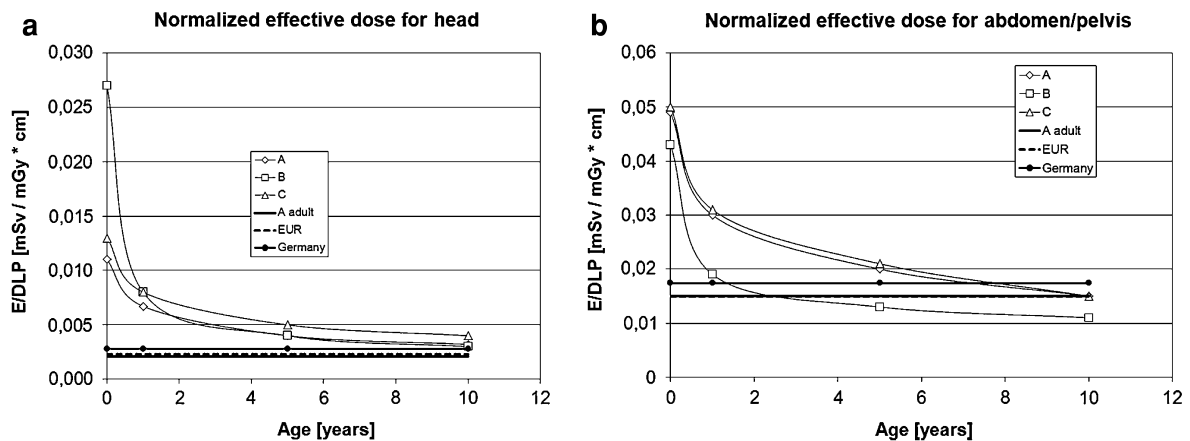 a
Normalized effective dose for head
0,030
0,025
0,020
0,015
0,010
0,005
0,000
E/DLP [mSv / mGy * cm]
A
B
C
A adult
EUR
Germany
0 2 4 6 8 10 12
Age [years]
b
Normalized effective dose for abdomen/pelvis
0,06
0,05
0,04
0,03
0,02
0,01
0
E/DLP [mSv / mGy * cm]
A
B
C
A adult
EUR
Germany
0 2 4 6 8 10 12
Age [years]